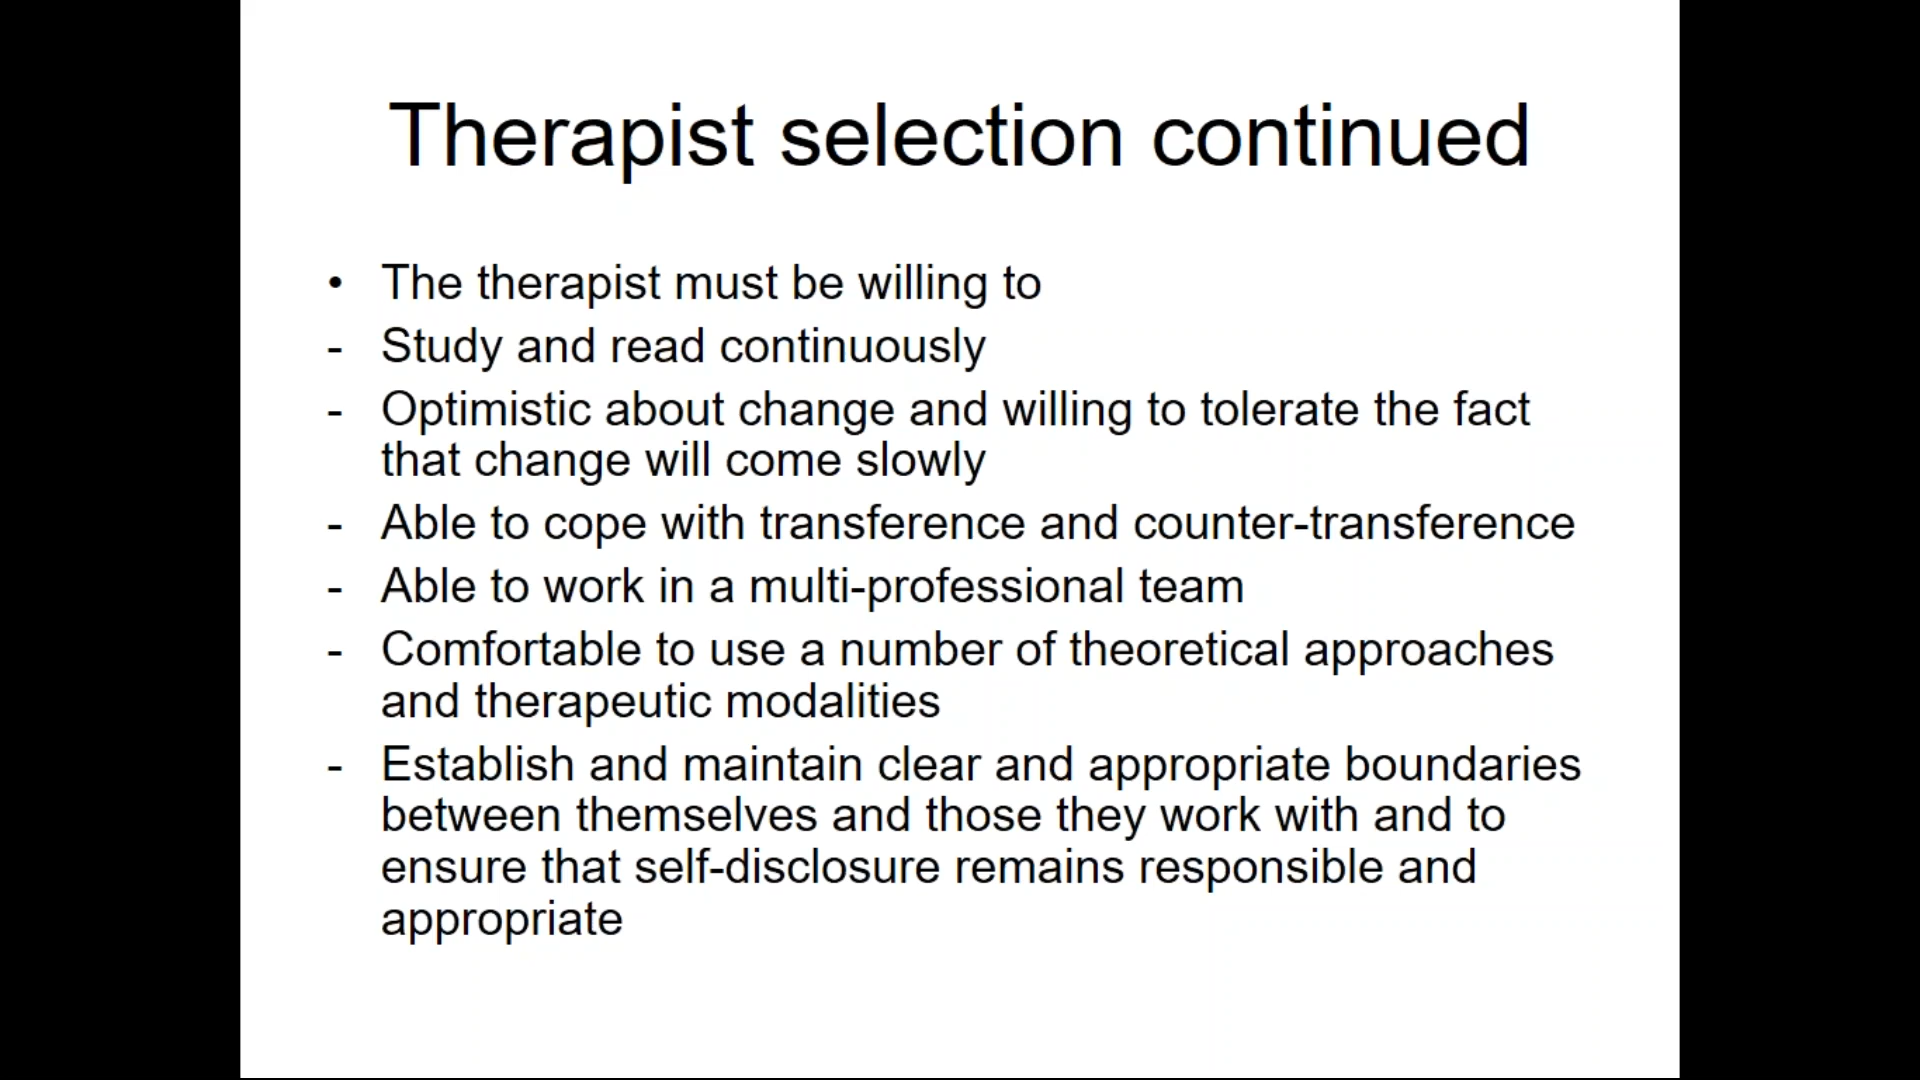 Therapist selection continued
• The therapist must be willing to
- Study and read continuously
- Optimistic about change and willing to tolerate the fact
that change will come slowly
- Able to cope with transference and counter-transference
- Able to work in a multi-professional team
- Comfortable to use a number of theoretical approaches
and therapeutic modalities
- Establish and maintain clear and appropriate boundaries
between themselves and those they work with and to
ensure that self-disclosure remains responsible and
appropriate